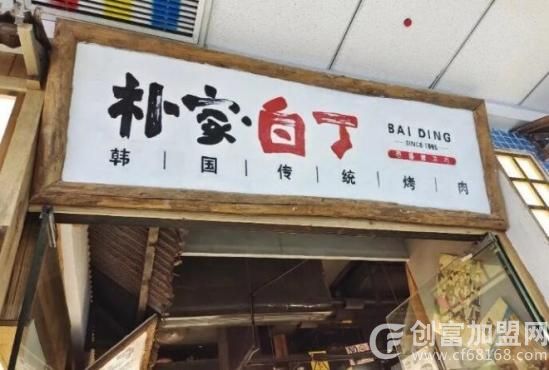 朴家·白丁
韩|国|传|统|烤|肉
BAI DING
SINCE 1995
创富加盟网
www.cf68168.com